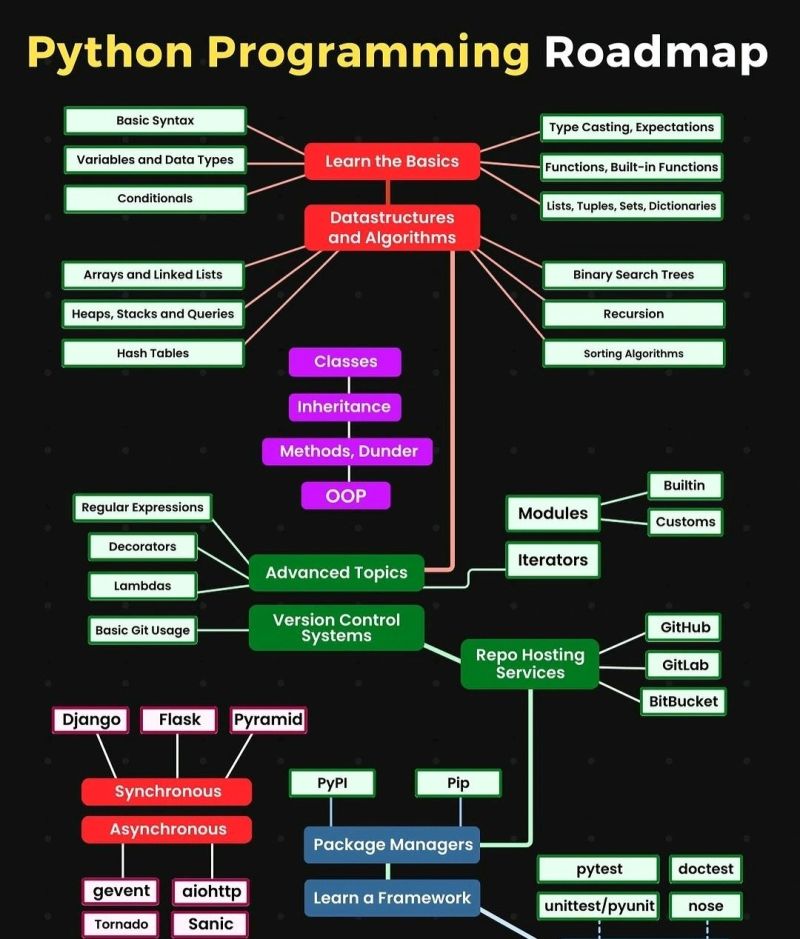 Python Programming Roadmap
Basic Syntax
Variables and Data Types
Conditionals
Learn the Basics
Type Casting, Expectations
Functions, Built-in Functions
Lists, Tuples, Sets, Dictionaries
Datastructures
and Algorithms
Arrays and Linked Lists
Heaps, Stacks and Queries
Hash Tables
Binary Search Trees
Recursion
Sorting Algorithms
Classes
Inheritance
Methods, Dunder
OOP
Regular Expressions
Decorators
Lambdas
Advanced Topics
Modules
Iterators
Builtin
Customs
Basic Git Usage
Version Control
Systems
Repo Hosting
Services
GitHub
GitLab
BitBucket
Django
Flask
Pyramid
Synchronous
Asynchronous
gevent
aiohttp
Tornado
Sanic
PyPI
Pip
Package Managers
Learn a Framework
pytest
doctest
unittest/pyunit
nose